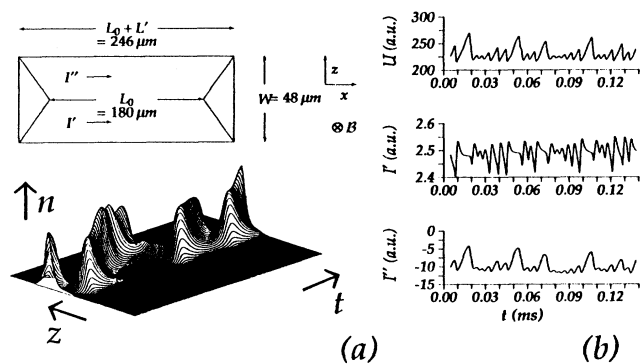 L₀ + L'
= 246 μm
I''
L₀
= 180 μm
I'
W = 48 μm
z
x
⊗ B
n
z
t
(a)
U (a.u.)
300
250
200
0.00 0.03 0.06 0.09 0.12
I' (a.u.)
2.6
2.5
2.4
0.00 0.03 0.06 0.09 0.12
I'' (a.u.)
0
-5
-10
-15
0.00 0.03 0.06 0.09 0.12
t (ms)
(b)